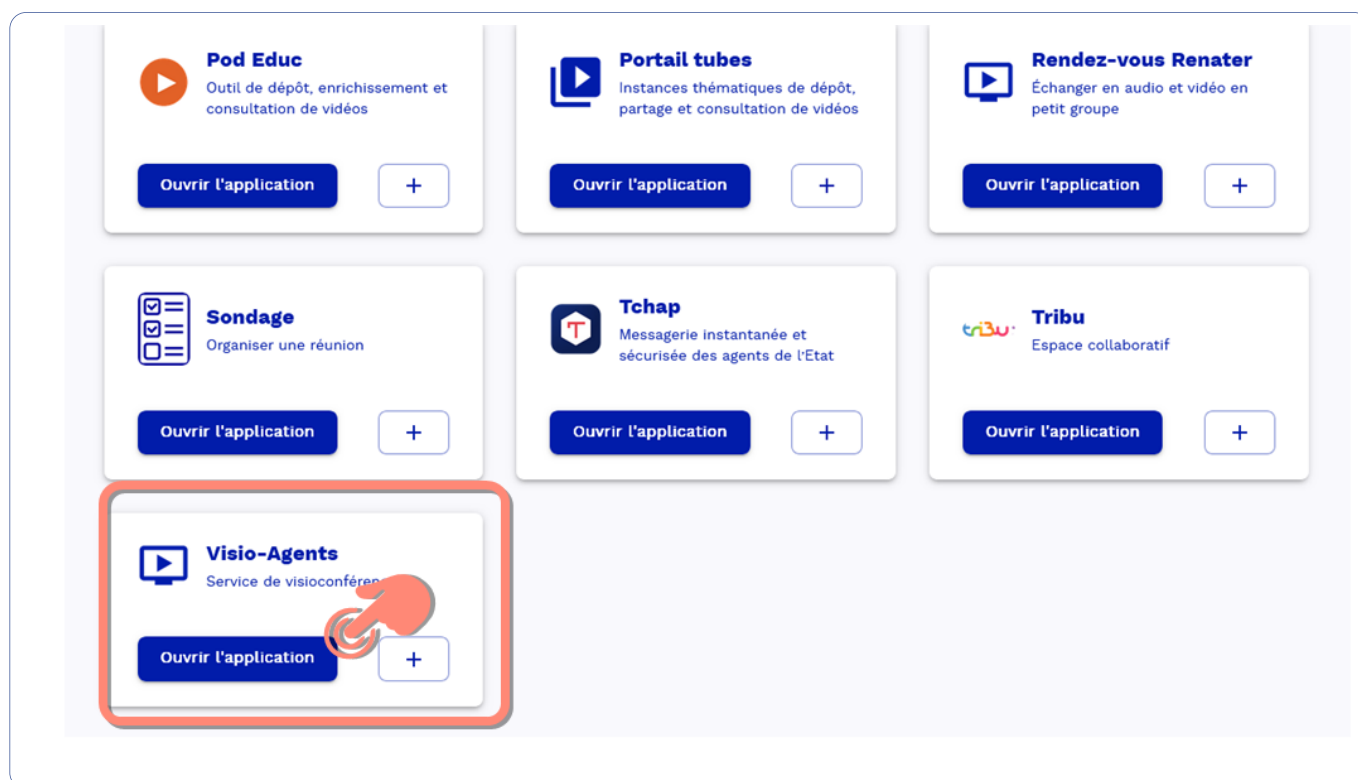 Pod Educ
Outil de dépôt, enrichissement et
consultation de vidéos
Ouvrir l'application
+
Portail tubes
Instances thématiques de dépôt,
partage et consultation de vidéos
Ouvrir l'application
+
Rendez-vous Renater
Échanger en audio et vidéo en
petit groupe
Ouvrir l'application
+
Sondage
Organiser une réunion
Ouvrir l'application
+
Tchap
Messagerie instantanée et
sécurisée des agents de l'Etat
Ouvrir l'application
+
tribu
Tribu
Espace collaboratif
Ouvrir l'application
+
Visio-Agents
Service de
Ouvrir l'application
+